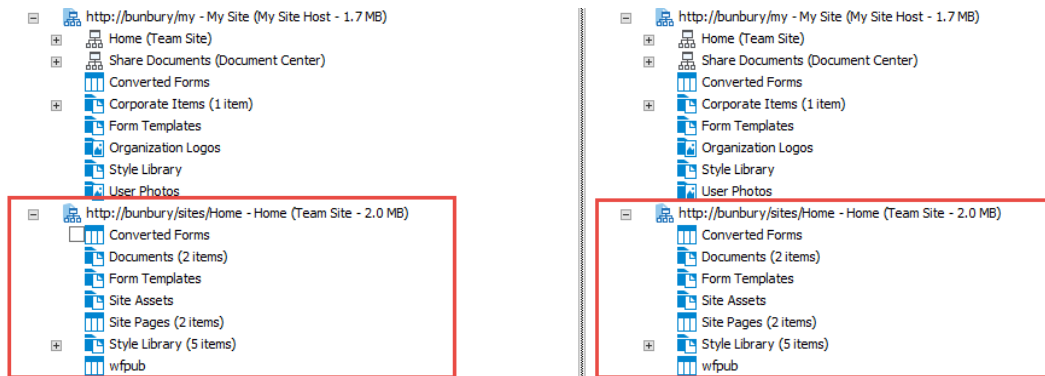 http://bunbury/my - My Site (My Site Host - 1.7 MB)
Home (Team Site)
Share Documents (Document Center)
Converted Forms
Corporate Items (1 item)
Form Templates
Organization Logos
Style Library
User Photos
http://bunbury/sites/Home - Home (Team Site - 2.0 MB)
Converted Forms
Documents (2 items)
Form Templates
Site Assets
Site Pages (2 items)
Style Library (5 items)
wfpub
http://bunbury/my - My Site (My Site Host - 1.7 MB)
Home (Team Site)
Share Documents (Document Center)
Converted Forms
Corporate Items (1 item)
Form Templates
Organization Logos
Style Library
User Photos
http://bunbury/sites/Home - Home (Team Site - 2.0 MB)
Converted Forms
Documents (2 items)
Form Templates
Site Assets
Site Pages (2 items)
Style Library (5 items)
wfpub